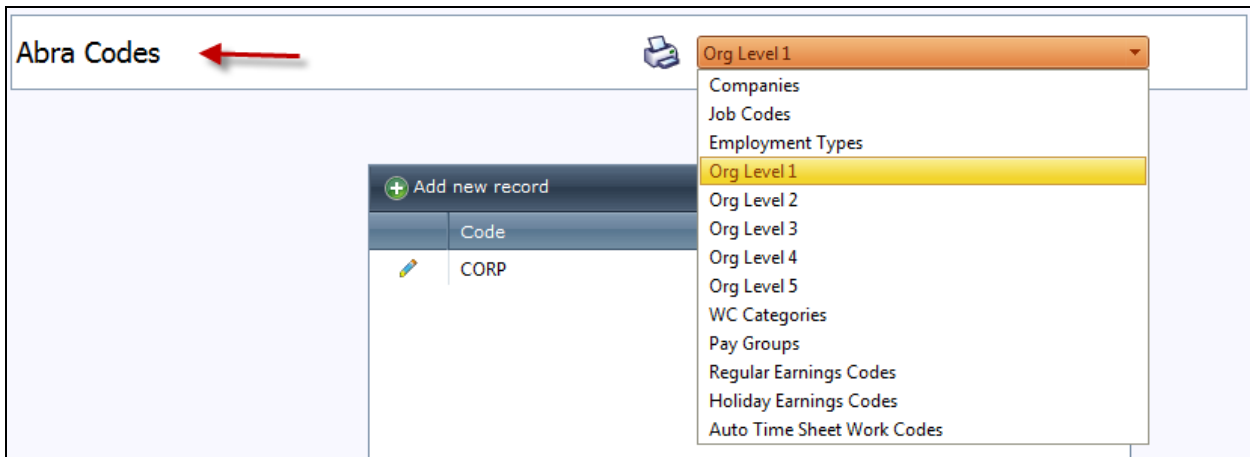 Abra Codes
Org Level 1
Companies
Job Codes
Employment Types
Org Level 1
Org Level 2
Org Level 3
Org Level 4
Org Level 5
WC Categories
Pay Groups
Regular Earnings Codes
Holiday Earnings Codes
Auto Time Sheet Work Codes
Add new record
Code
CORP